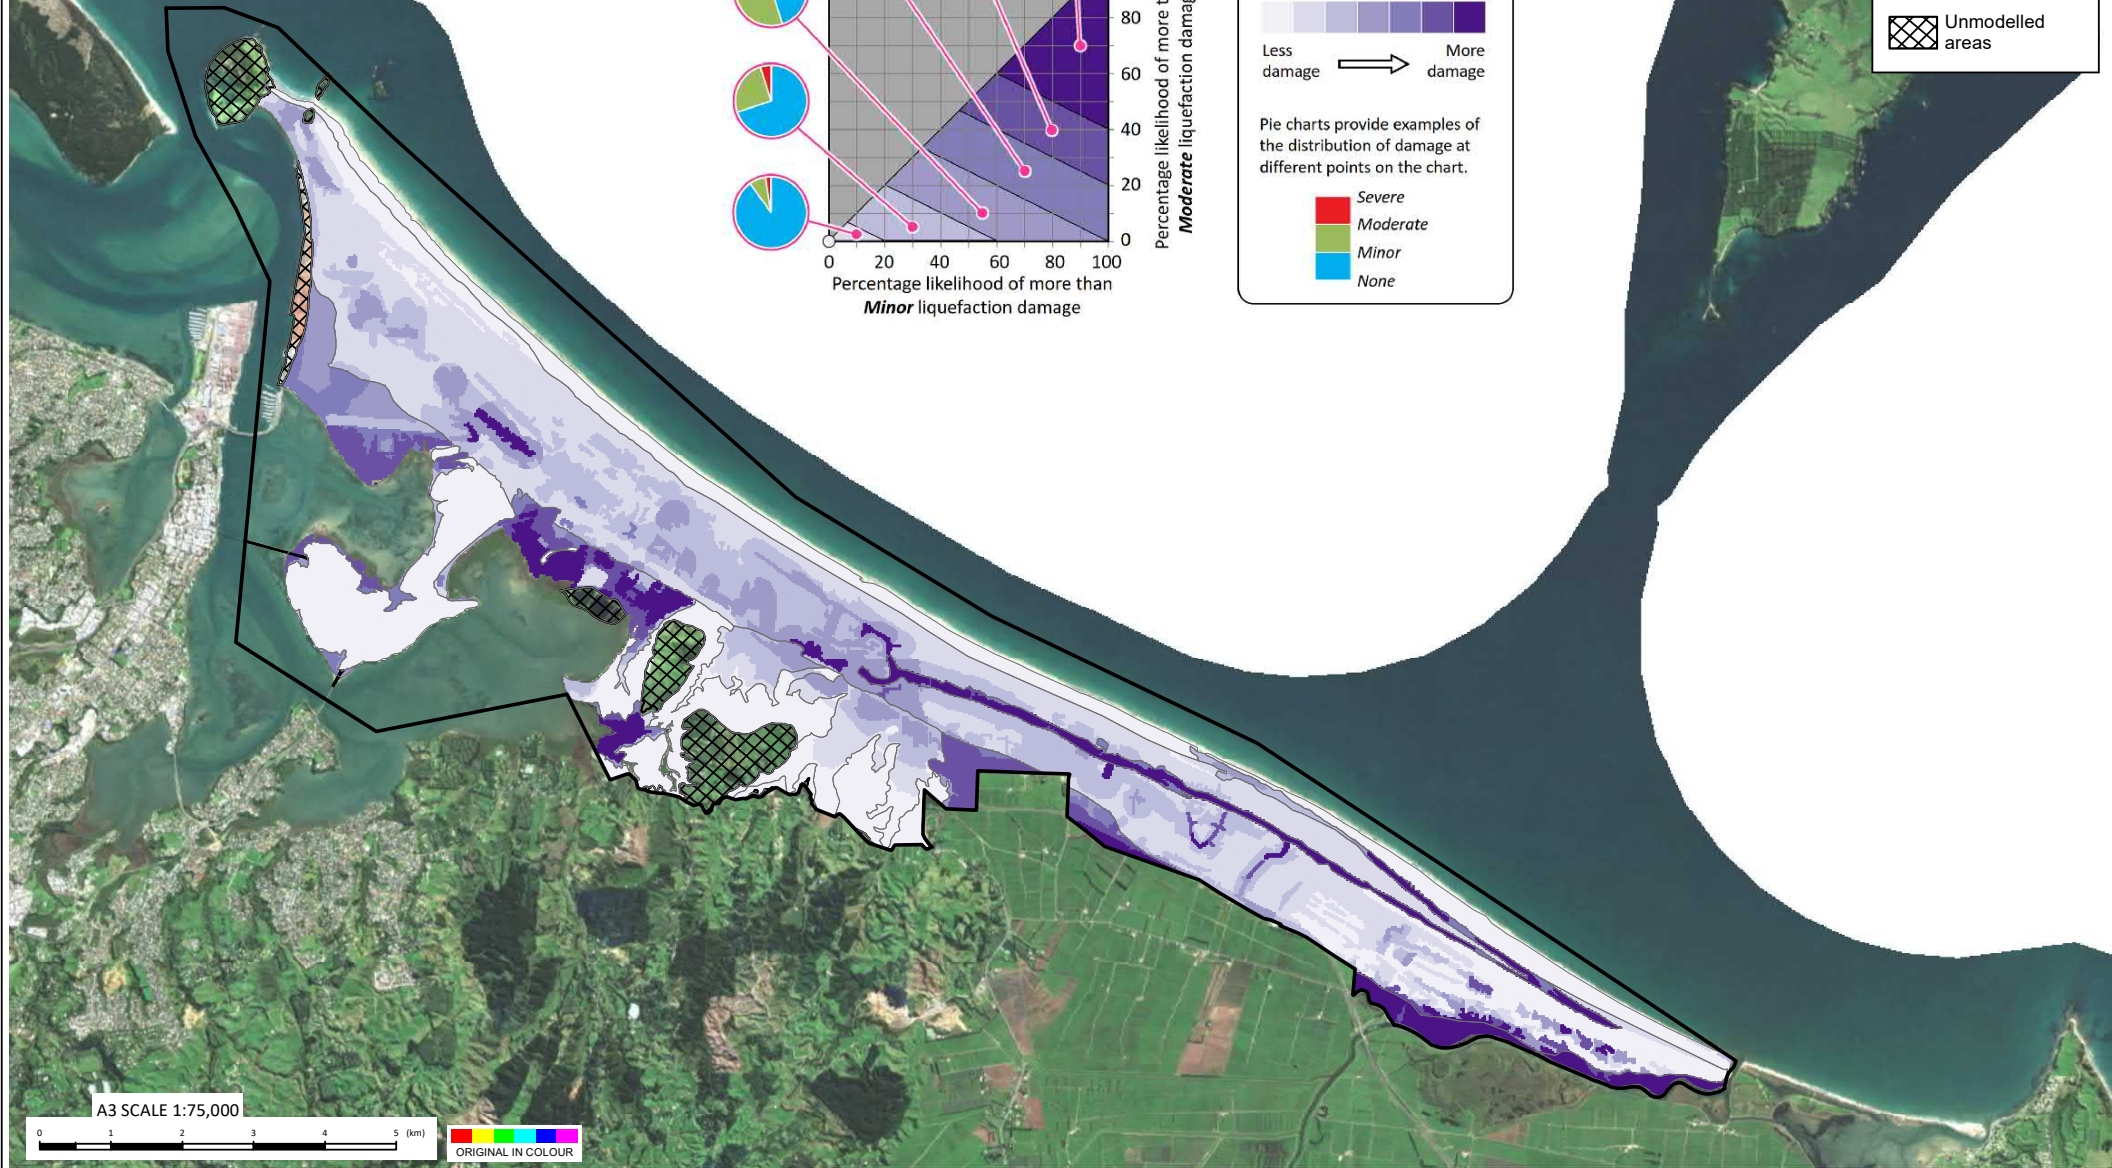 80
60
40
20
0
Percentage likelihood of more t
Moderate liquefaction damag
0 20 40 60 80 100
Percentage likelihood of more than
Minor liquefaction damage
Less
damage
More
damage
Pie charts provide examples of
the distribution of damage at
different points on the chart.
Severe
Moderate
Minor
None
Unmodelled
areas
A3 SCALE 1:75,000
0 1 2 3 4 5 (km)
ORIGINAL IN COLOUR